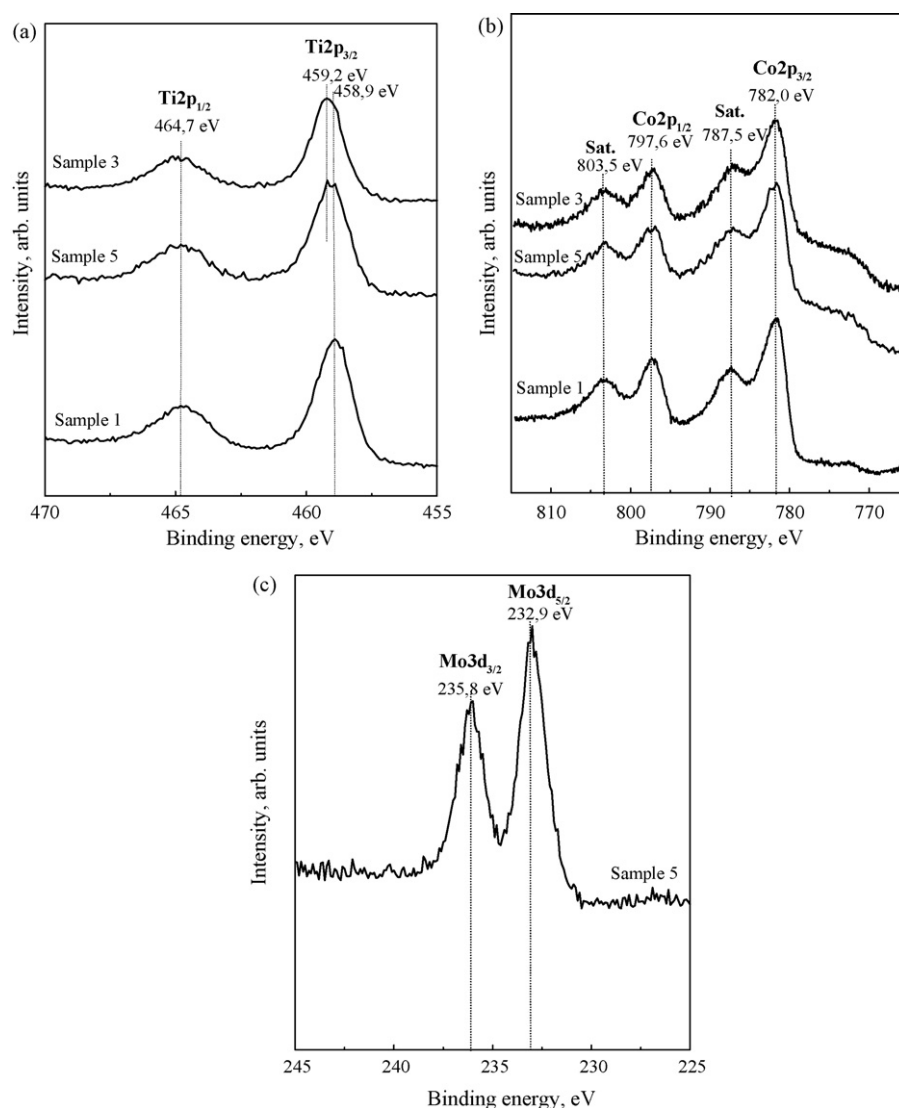 (a)
Ti2p3/2
459,2 eV
458,9 eV
Ti2p1/2
464,7 eV
Sample 3
Sample 5
Sample 1
Intensity, arb. units
470 465 460 455
Binding energy, eV
(b)
Co2p3/2
782,0 eV
Sat.
787,5 eV
Co2p1/2
797,6 eV
Sat.
803,5 eV
Sample 3
Sample 5
Sample 1
Intensity, arb. units
810 800 790 780 770
Binding energy, eV
(c)
Mo3d5/2
232,9 eV
Mo3d3/2
235,8 eV
Sample 5
Intensity, arb. units
245 240 235 230 225
Binding energy, eV